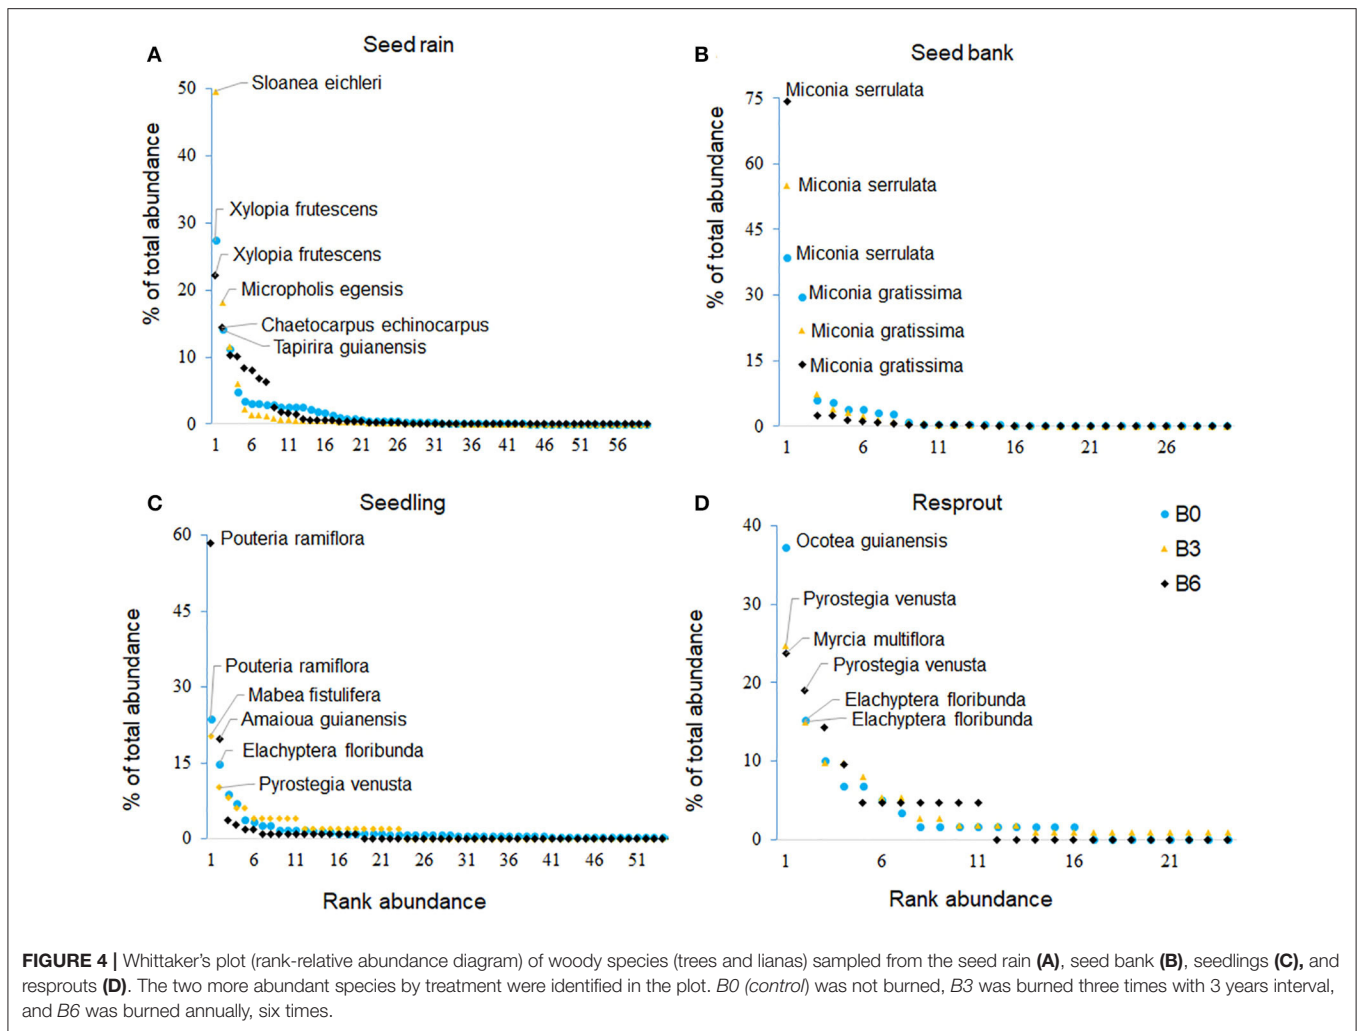 A
Seed rain
% of total abundance
50
40
30
20
10
0
Sloanea eichleri
Xylopia frutescens
Xylopia frutescens
Micropholis egensis
Chaetocarpus echinocarpus
Tapirira guianensis
1 6 11 16 21 26 31 36 41 46 51 56
B
Seed bank
% of total abundance
75
60
45
30
15
0
Miconia serrulata
Miconia serrulata
Miconia serrulata
Miconia gratissima
Miconia gratissima
Miconia gratissima
1 6 11 16 21 26
C
Seedling
% of total abundance
60
45
30
15
0
Pouteria ramiflora
Pouteria ramiflora
Mabea fistulifera
Amaioua guianensis
Elachyptera floribunda
Pyrostegia venusta
1 6 11 16 21 26 31 36 41 46 51
Rank abundance
D
Resprout
% of total abundance
40
30
20
10
0
Ocotea guianensis
Pyrostegia venusta
Myrcia multiflora
Pyrostegia venusta
Elachyptera floribunda
Elachyptera floribunda
B0
B3
B6
1 6 11 16 21
Rank abundance
FIGURE 4 | Whittaker's plot (rank-relative abundance diagram) of woody species (trees and lianas) sampled from the seed rain (A), seed bank (B), seedlings (C), and
resprouts (D). The two more abundant species by treatment were identified in the plot. B0 (control) was not burned, B3 was burned three times with 3 years interval,
and B6 was burned annually, six times.